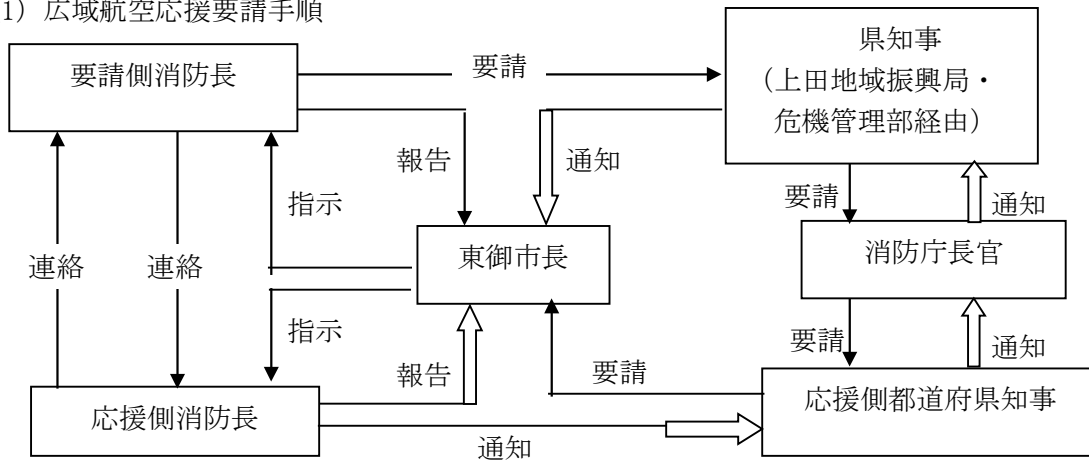 1）広域航空応援要請手順
要請側消防長
要請
県知事
（上田地域振興局・
危機管理部経由）
報告
通知
指示
要請
通知
東御市長
消防庁長官
連絡
連絡
指示
要請
通知
報告
要請
応援側消防長
応援側都道府県知事
通知